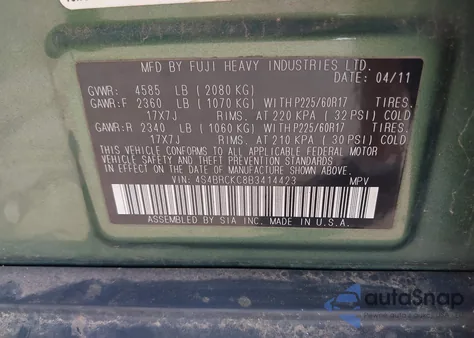 MFD BY FUJI HEAVY INDUSTRIES LTD.
DATE: 04/11
GVWR: 4585 LB (2080 KG)
GAWR:F 2360 LB (1070 KG) WITH P225/60R17 TIRES.
17X7J RIMS. AT 220 KPA (32 PSI) COLD
GAWR:R 2340 LB (1060 KG) WITH P225/60R17 TIRES.
17X7J RIMS. AT 210 KPA (30 PSI) COLD
THIS VEHICLE CONFORMS TO ALL APPLICABLE FEDERAL MOTOR
VEHICLE SAFETY AND THEFT PREVENTION STANDARDS
IN EFFECT ON THE DATE OF MANUFACTURE SHOWN ABOVE.
VIN: 4S4BRCKC8B3414423 MPV
ASSEMBLED BY SIA INC. MADE IN U.S.A.
autoSnap